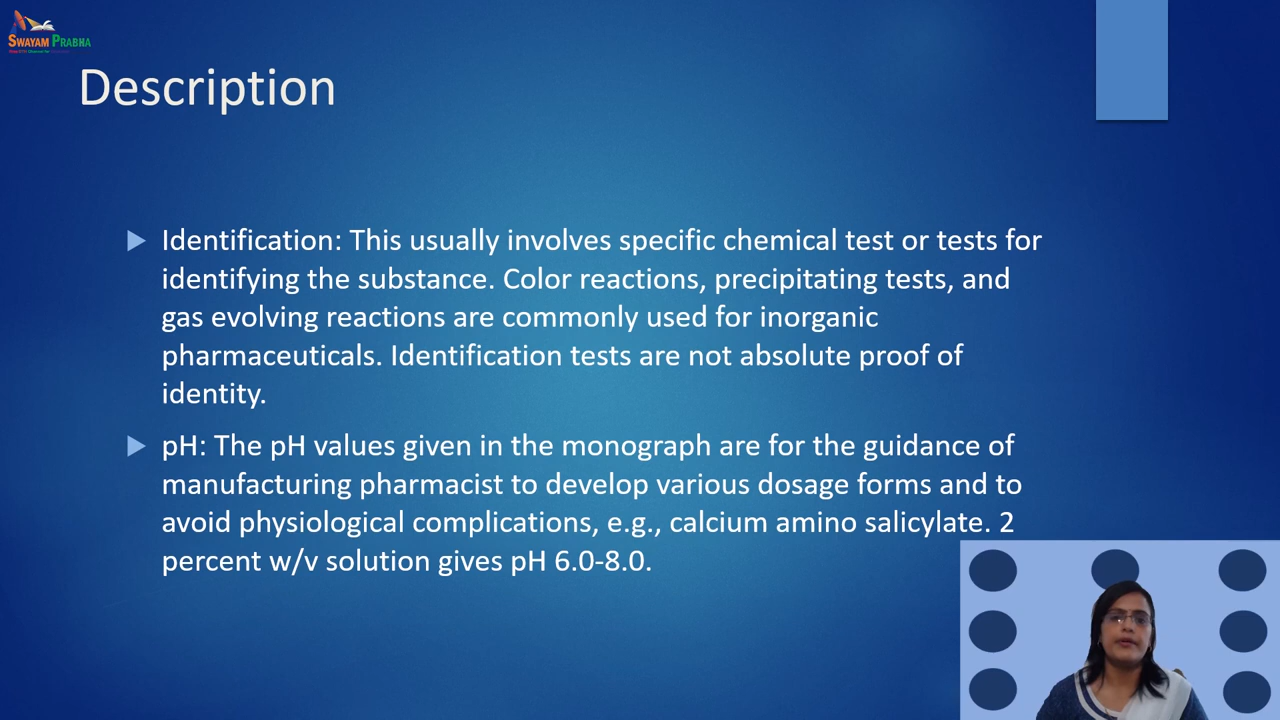 SWAYAM PRABHA
Description
Identification: This usually involves specific chemical test or tests for
identifying the substance. Color reactions, precipitating tests, and
gas evolving reactions are commonly used for inorganic
pharmaceuticals. Identification tests are not absolute proof of
identity.
pH: The pH values given in the monograph are for the guidance of
manufacturing pharmacist to develop various dosage forms and to
avoid physiological complications, e.g., calcium amino salicylate. 2
percent w/v solution gives pH 6.0-8.0.